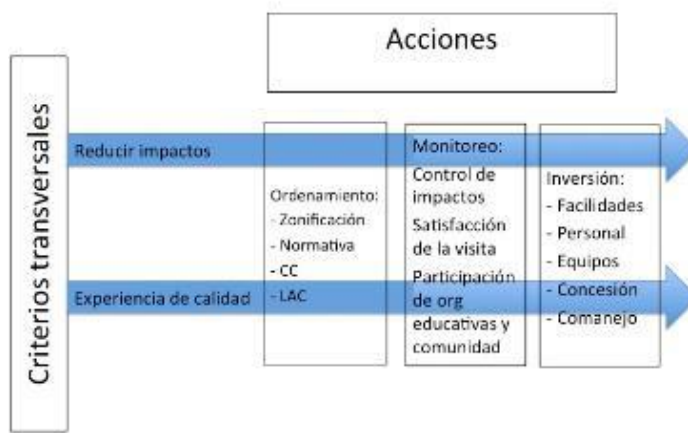 Acciones
Criterios transversales
Reducir impactos
Experiencia de calidad
Ordenamiento:
- Zonificación
- Normativa
- CC
- LAC
Monitoreo:
Control de
impactos
Satisfacción
de la visita
Participación
de org
educativas y
comunidad
Inversión:
- Facilidades
- Personal
- Equipos
- Concesión
- Comanejo